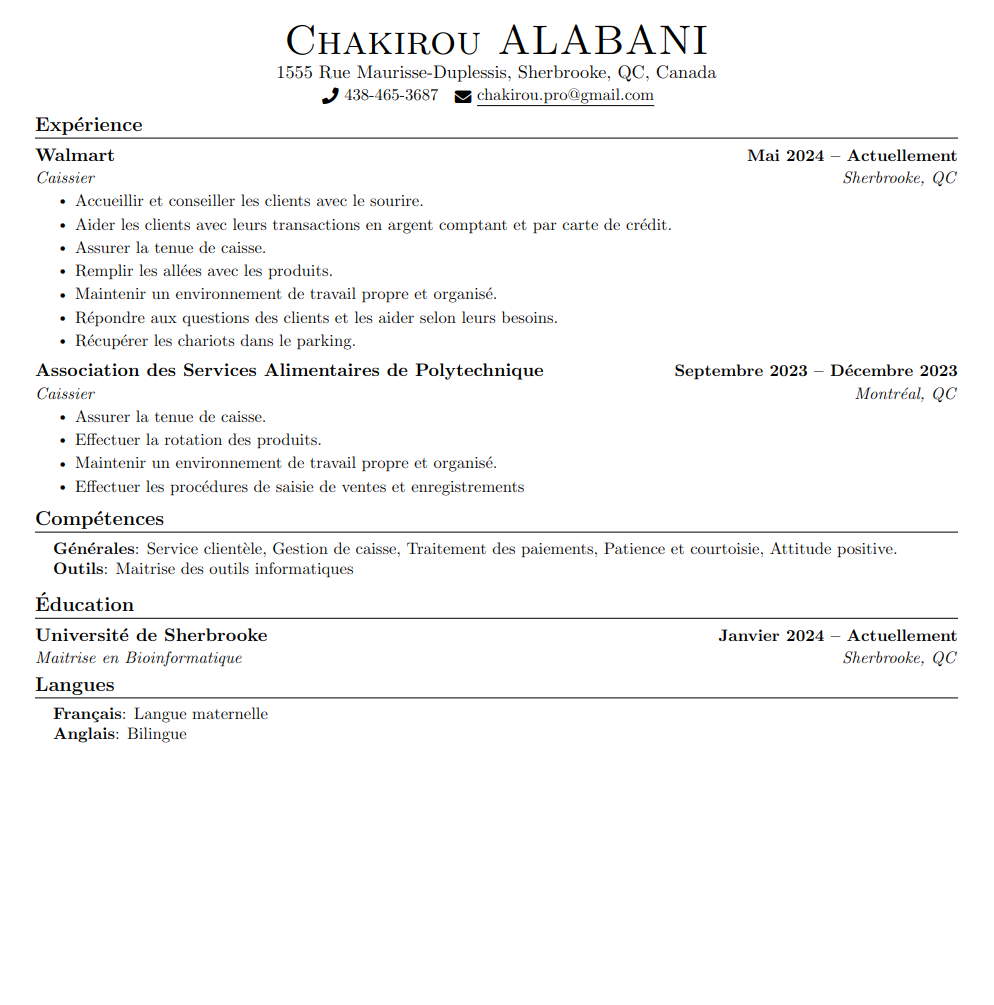 Chakirou ALABANI
1555 Rue Maurisse-Duplessis, Sherbrooke, QC, Canada
438-465-3687 chakirou.pro@gmail.com
Expérience
Walmart Mai 2024 – Actuellement
Caissier Sherbrooke, QC
• Accueillir et conseiller les clients avec le sourire.
• Aider les clients avec leurs transactions en argent comptant et par carte de crédit.
• Assurer la tenue de caisse.
• Remplir les allées avec les produits.
• Maintenir un environnement de travail propre et organisé.
• Répondre aux questions des clients et les aider selon leurs besoins.
• Récupérer les chariots dans le parking.
Association des Services Alimentaires de Polytechnique Septembre 2023 – Décembre 2023
Caissier Montréal, QC
• Assurer la tenue de caisse.
• Effectuer la rotation des produits.
• Maintenir un environnement de travail propre et organisé.
• Effectuer les procédures de saisie de ventes et enregistrements
Compétences
Générales: Service clientèle, Gestion de caisse, Traitement des paiements, Patience et courtoisie, Attitude positive.
Outils: Maitrise des outils informatiques
Éducation
Université de Sherbrooke Janvier 2024 – Actuellement
Maitrise en Bioinformatique Sherbrooke, QC
Langues
Français: Langue maternelle
Anglais: Bilingue